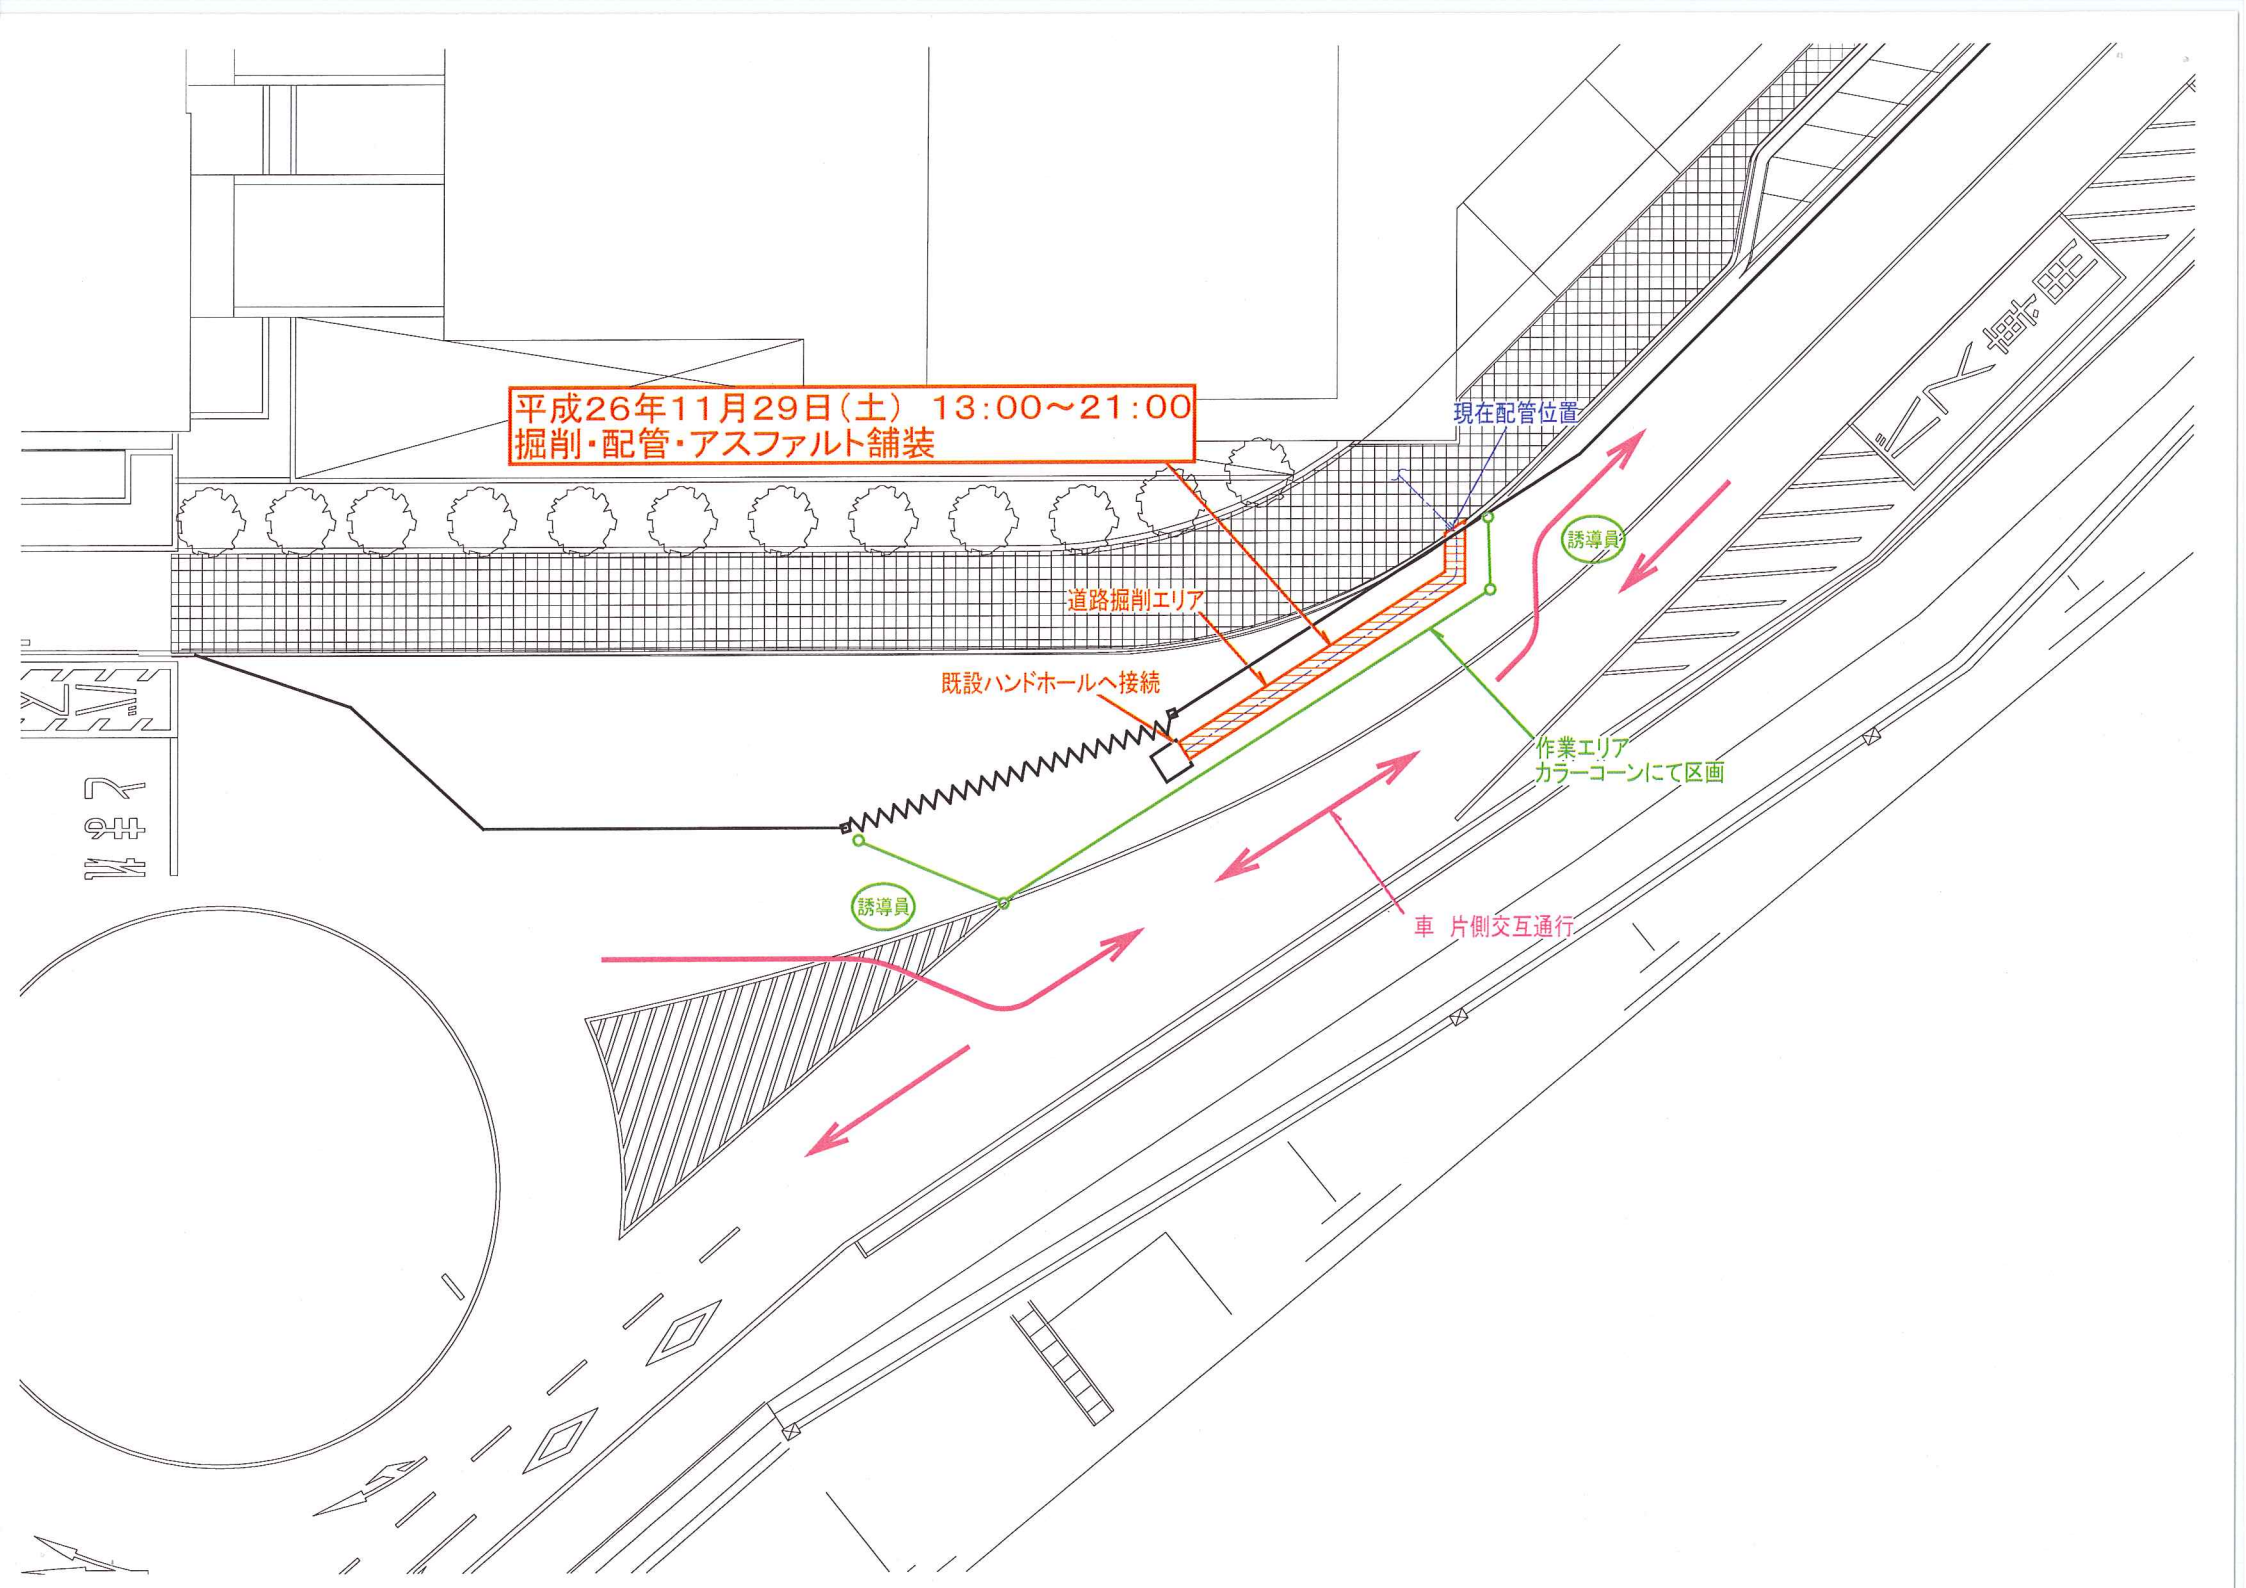 平成26年11月29日(土) 13:00～21:00
掘削・配管・アスファルト舗装
現在配管位置
誘導員
道路掘削エリア
既設ハンドホールへ接続
作業エリア
カラーコーンにて区画
誘導員
車 片側交互通行